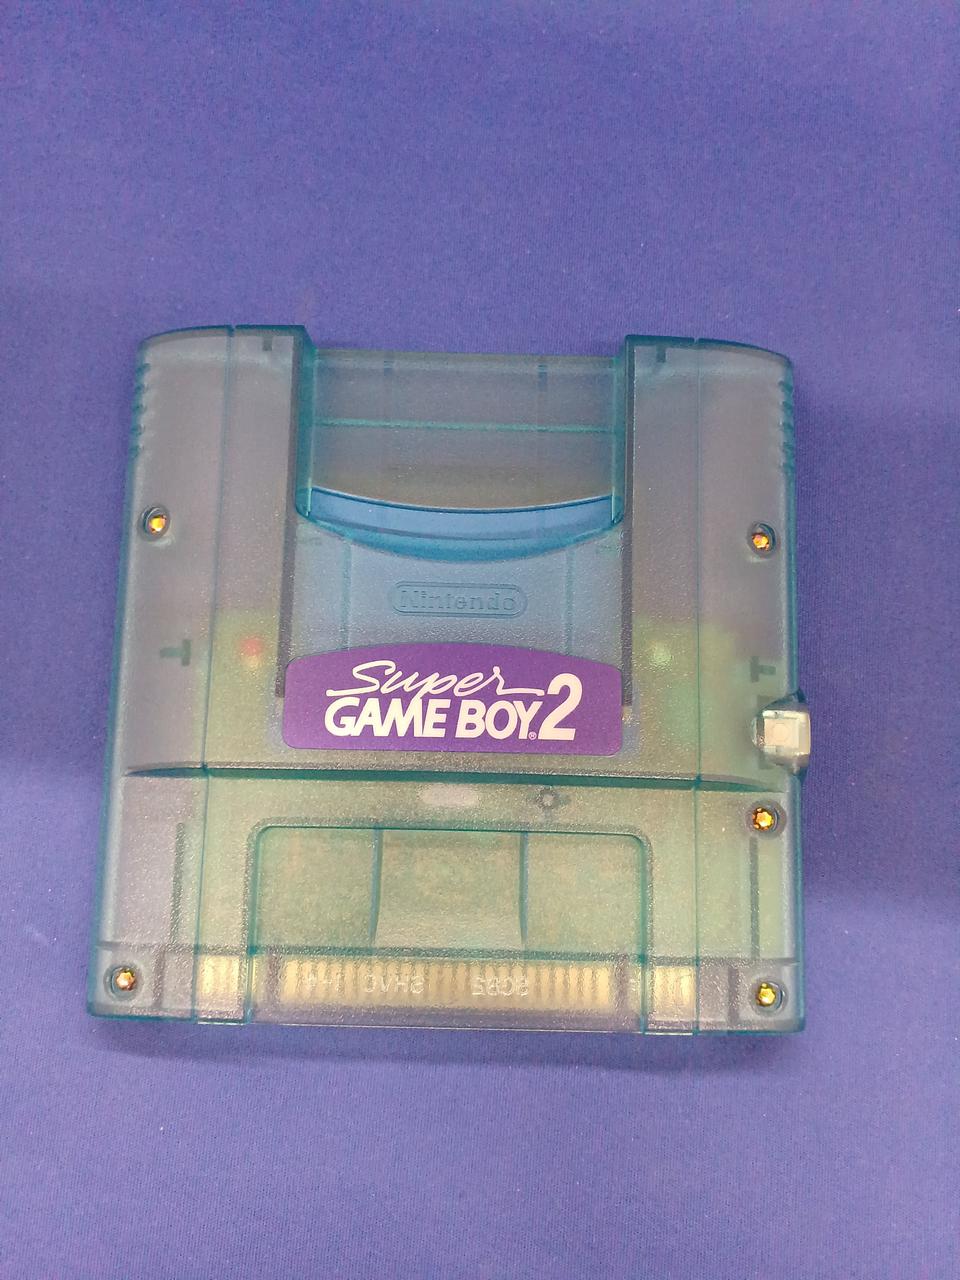 Nintendo
Super
GAME BOY® 2